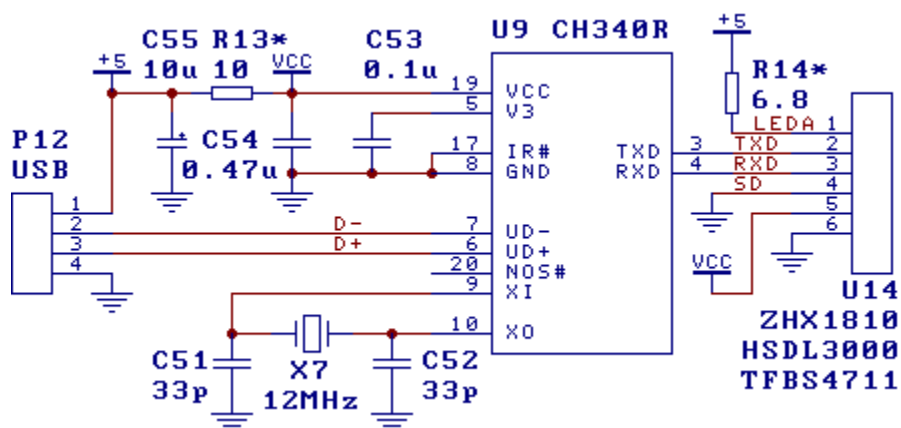 U9 CH340R
+5
C55 R13* VCC
10u 10
C53
0.1u
+5
R14*
6.8
P12
USB
C54
0.47u
1
2
3
4
D-
D+
19 VCC
5 V3
17 IR#
8 GND
7 UD-
6 UD+
20 NOS#
9 XI
10 XO
TXD 3
RXD 4
LEDA 1
TXD 2
RXD 3
SD 4
5
6
VCC
U14
ZHX1810
HSDL3000
TFBS4711
C51
33p
X7
12MHz
C52
33p